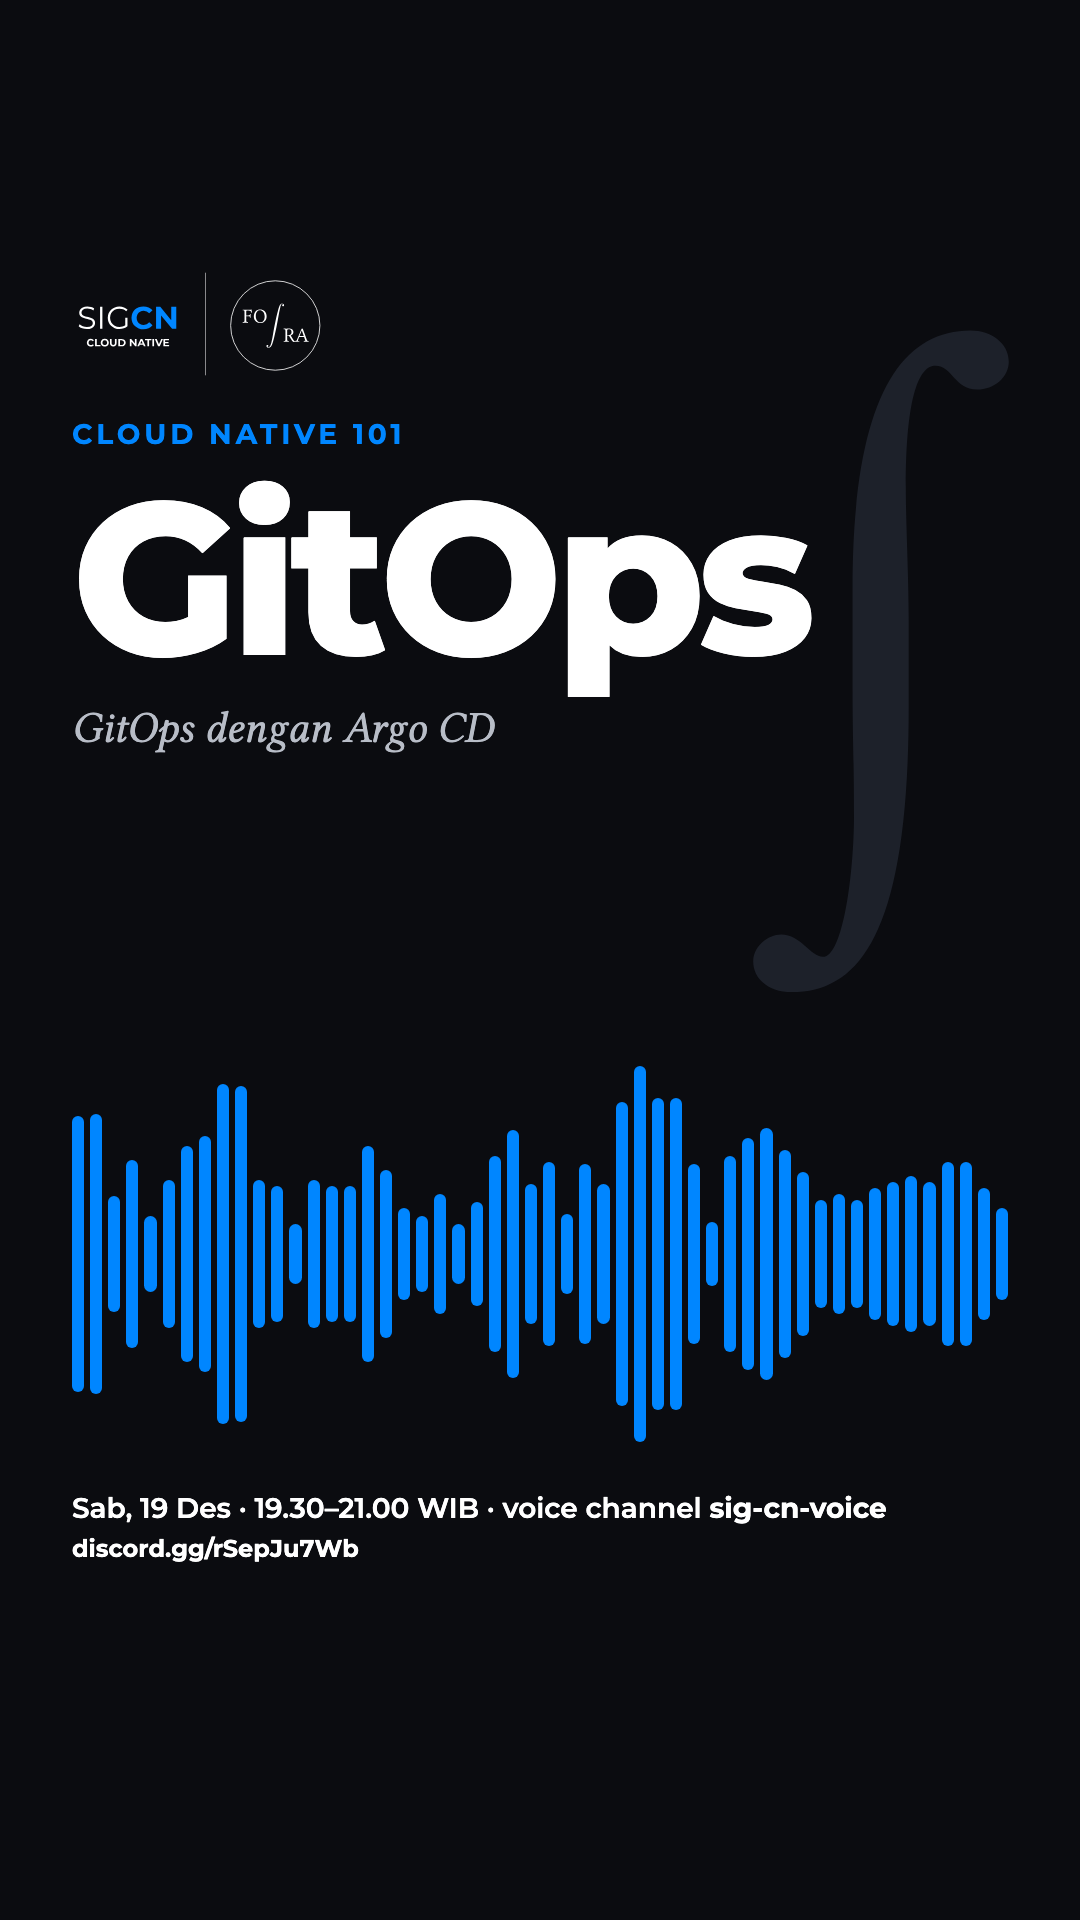 SIGCN
CLOUD NATIVE
FO∫RA
CLOUD NATIVE 101
GitOps
GitOps dengan Argo CD
∫
Sab, 19 Des · 19.30–21.00 WIB · voice channel sig-cn-voice
discord.gg/rSepJu7Wb